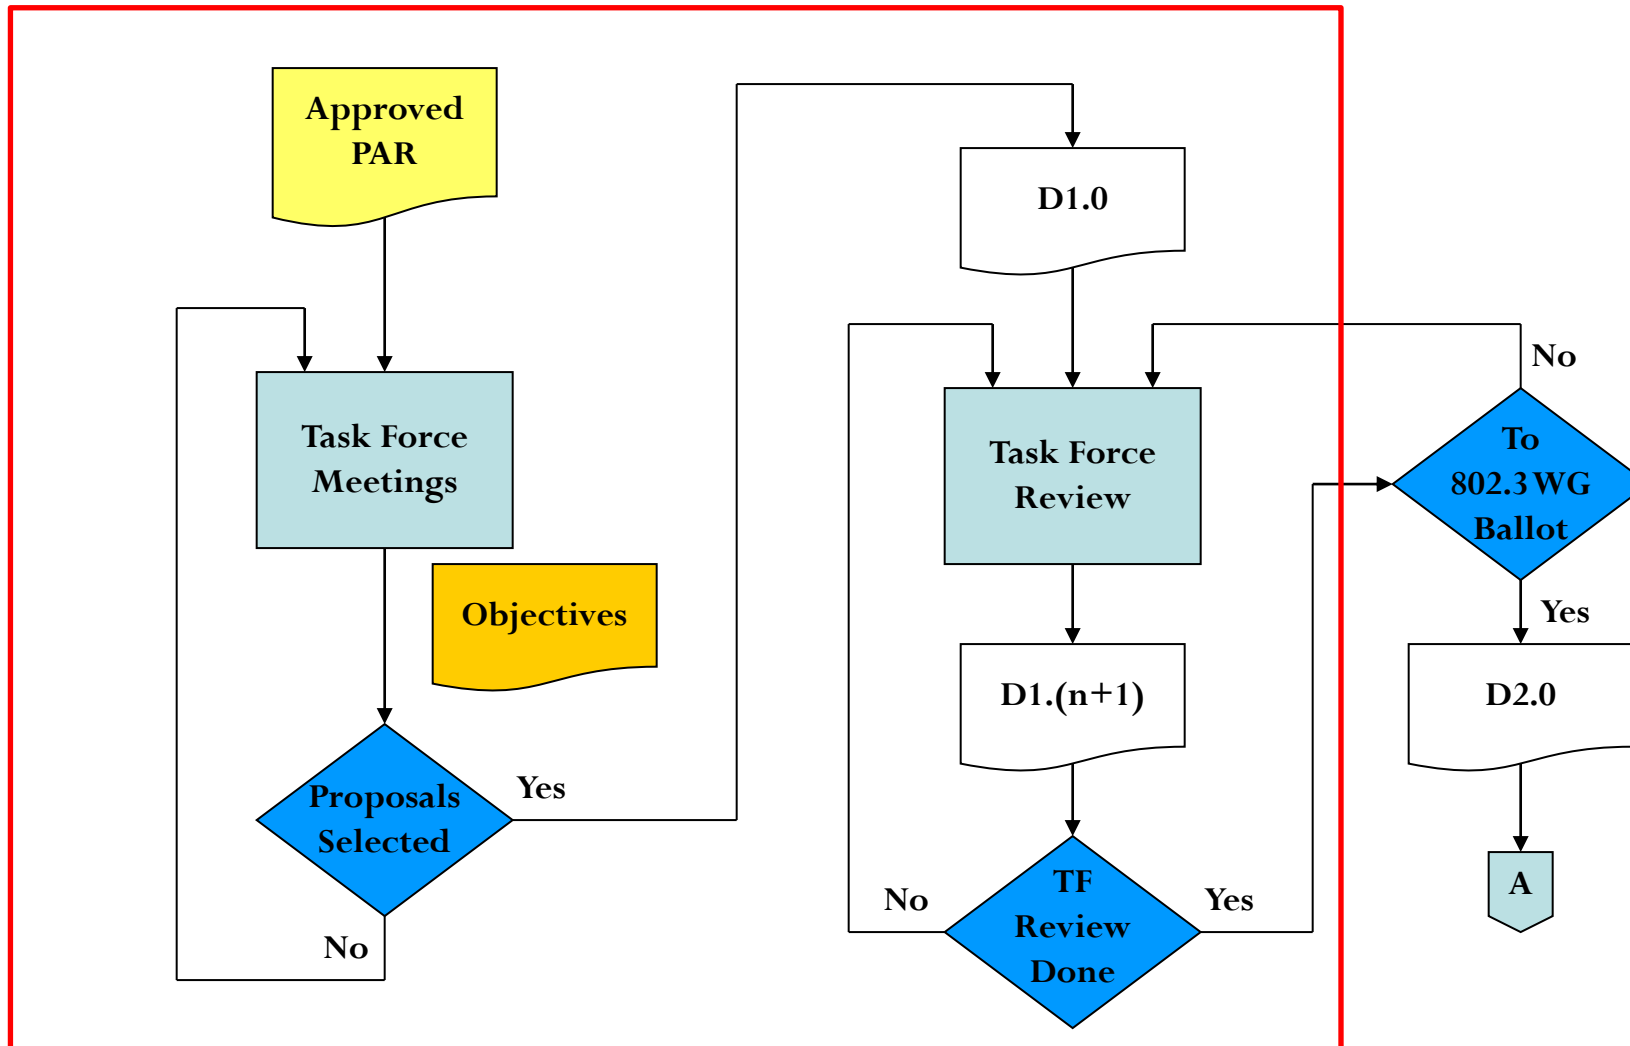 Approved
PAR
Task Force
Meetings
Objectives
Proposals
Selected
Yes
No
D1.0
Task Force
Review
D1.(n+1)
TF
Review
Done
No
Yes
To
802.3 WG
Ballot
No
Yes
D2.0
A